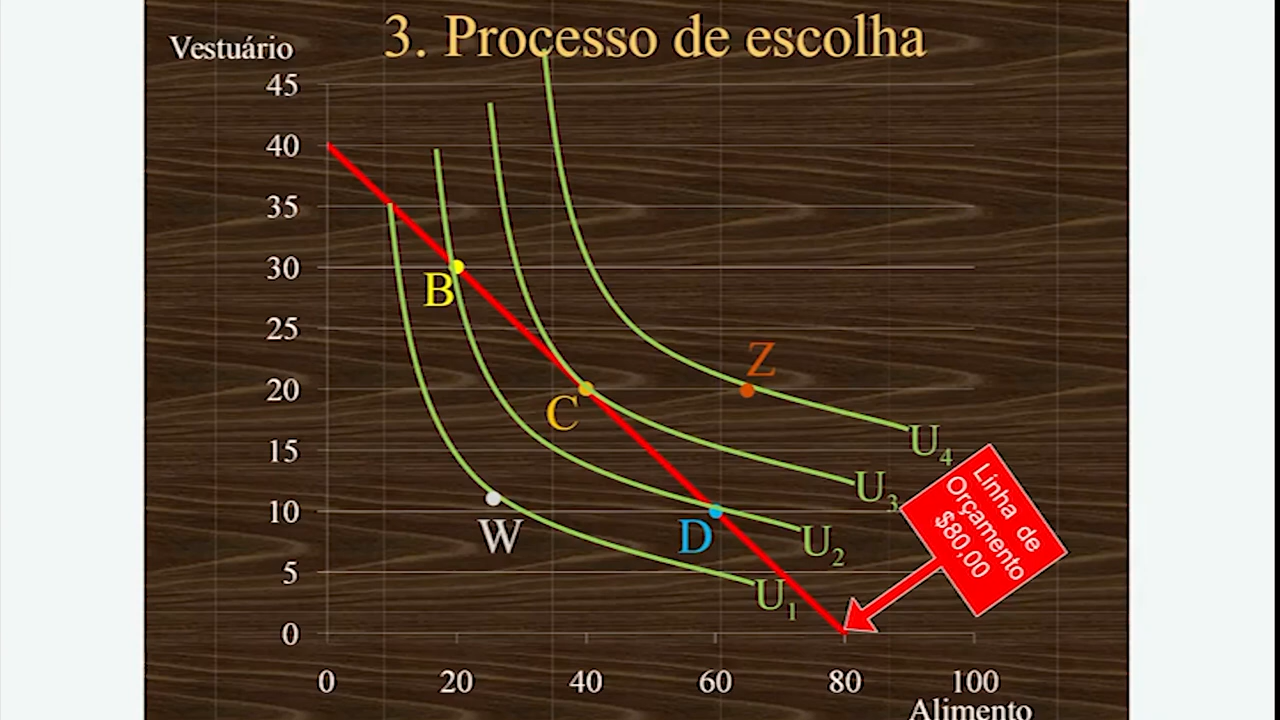 3. Processo de escolha
Vestuário
45
40
35
30
25
20
15
10
5
0
B
C
D
W
Z
U4
U3
U2
U1
Linha de
Orçamento
$80,00
0 20 40 60 80 100
Alimento